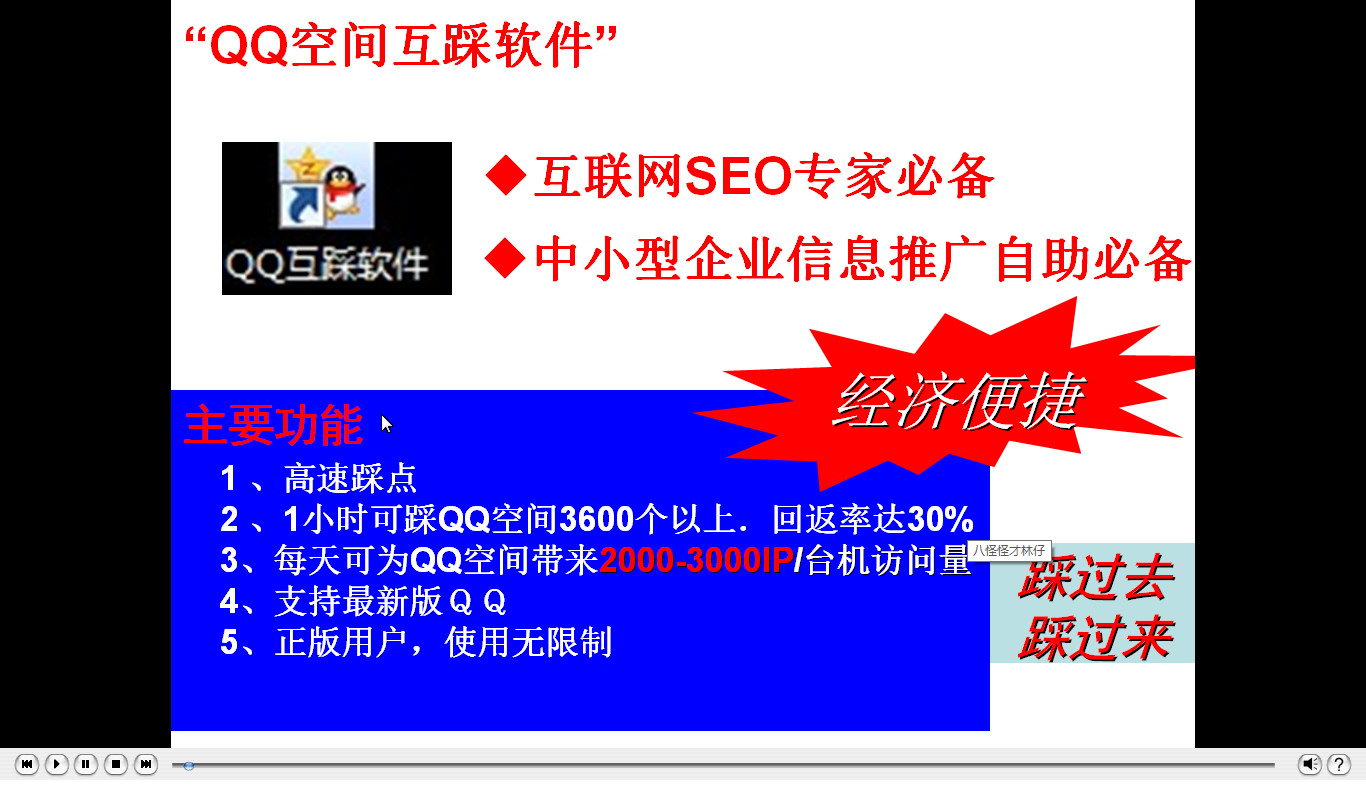 “QQ空间互踩软件”
QQ互踩软件
◆互联网SEO专家必备
◆中小型企业信息推广自助必备
经济便捷
主要功能
1 、高速踩点
2 、1小时可踩QQ空间3600个以上．回返率达30%
3、每天可为QQ空间带来2000-3000IP/台机访问量
八怪怪才林仔
4、支持最新版ＱＱ
5、正版用户，使用无限制
踩过去
踩过来